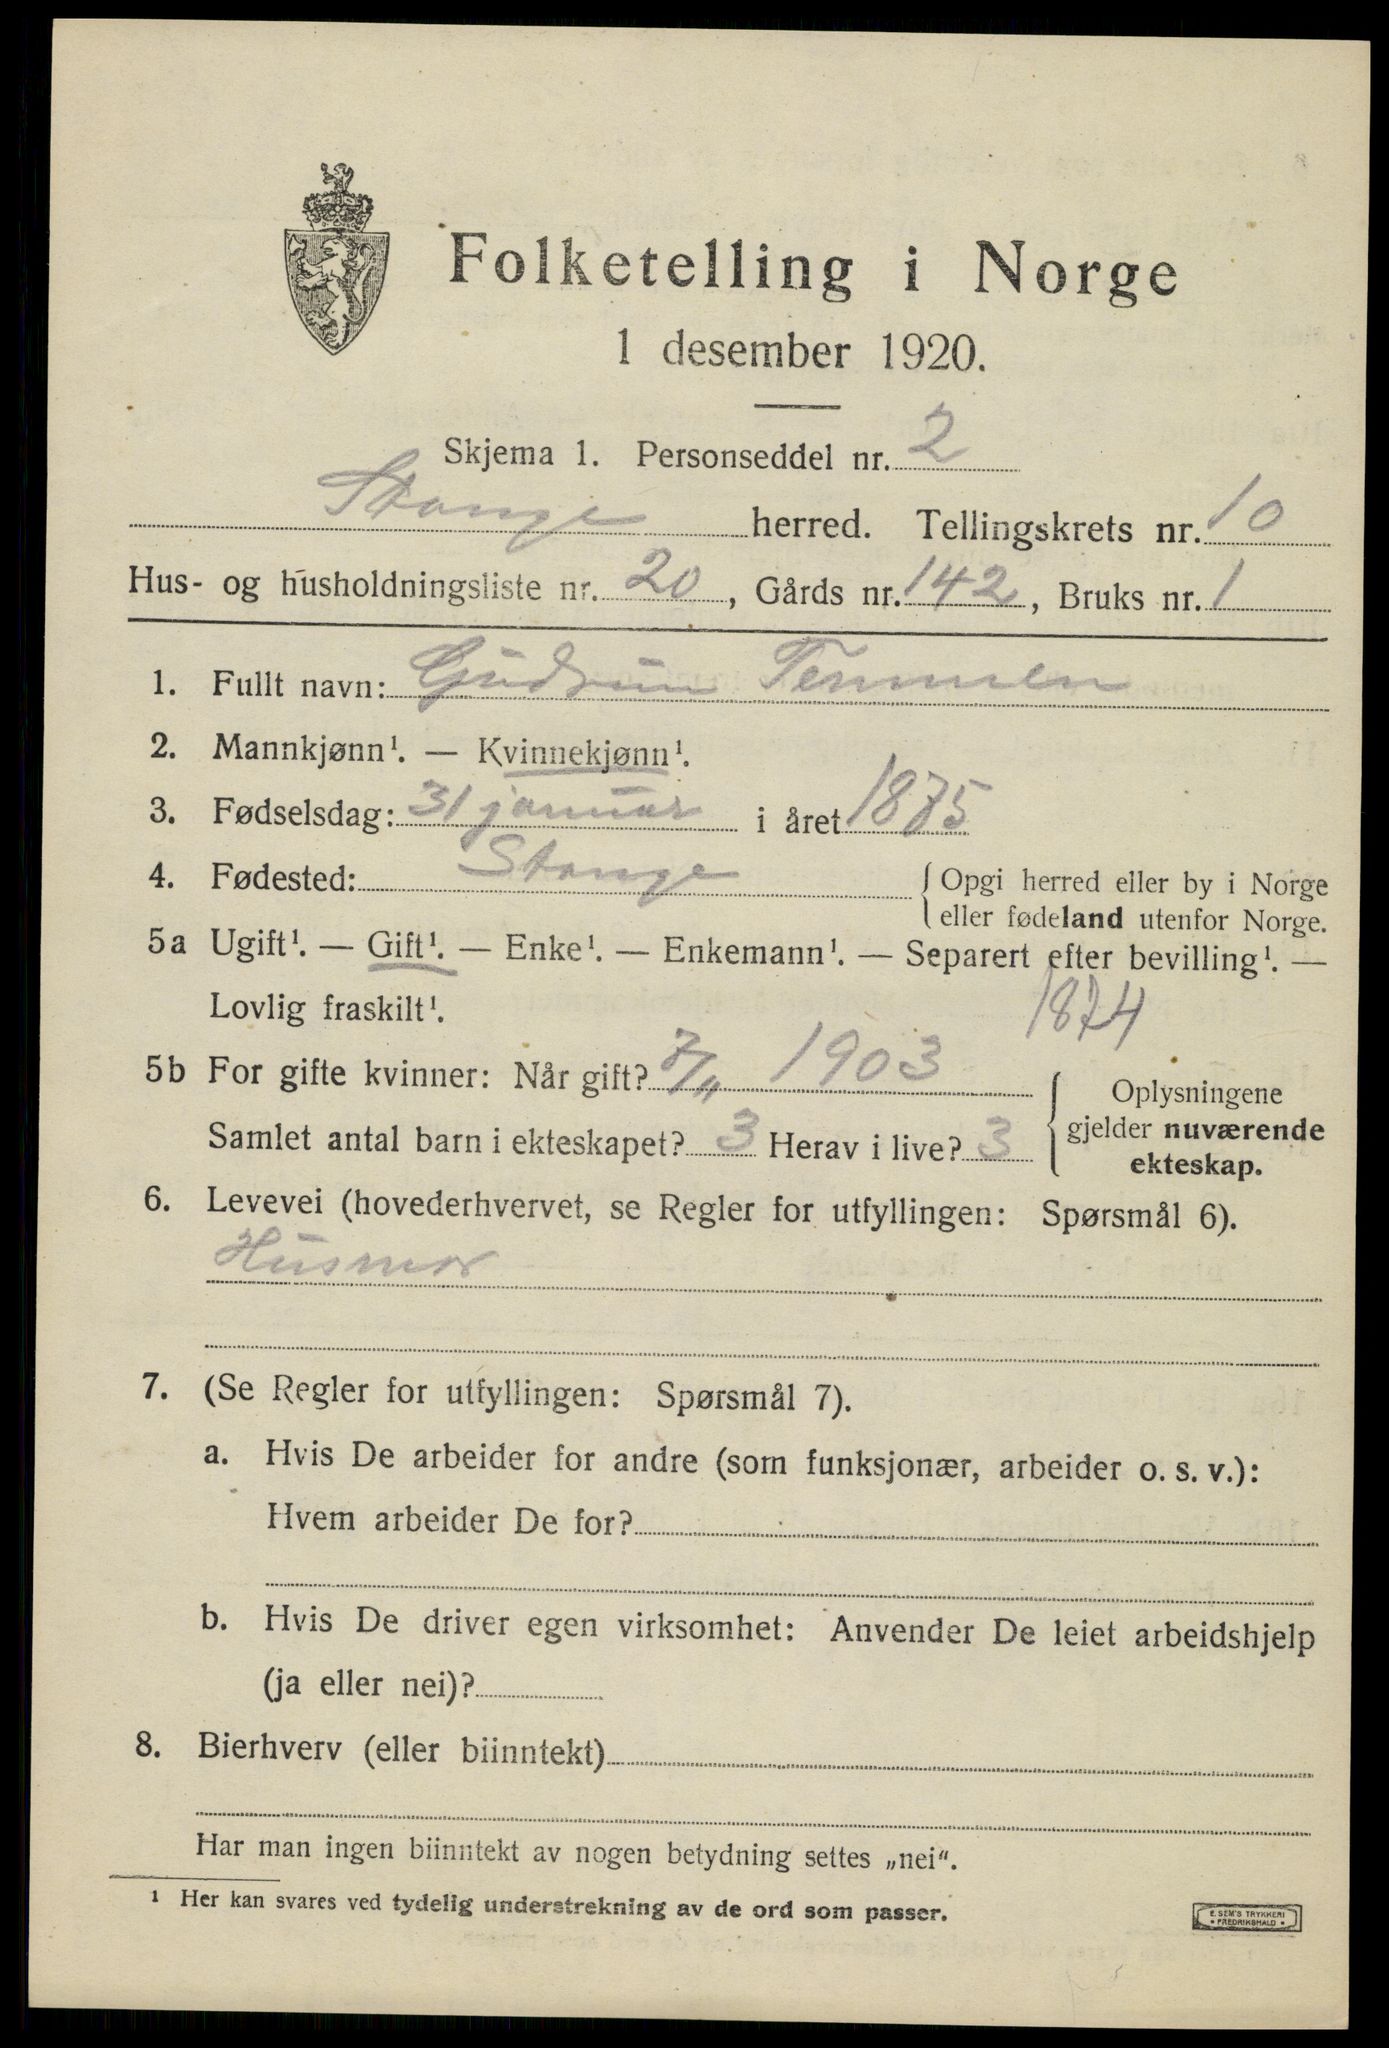 Folketelling i Norge
1 desember 1920.
Skjema 1. Personseddel nr. 2
Stange herred. Tellingskrets nr. 10
Hus- og husholdningsliste nr. 20, Gårds nr. 142, Bruks nr. 1
1. Fullt navn: Gudrun
2. Mannkjønn¹. — Kvinnekjønn¹.
3. Fødselsdag: 31 januar i året 1875
4. Fødested: Stange { Opgi herred eller by i Norge
eller fødeland utenfor Norge.
5a Ugift¹. — Gift¹. — Enke¹. — Enkemann¹. — Separert efter bevilling¹. —
Lovlig fraskilt¹. 1874
5b For gifte kvinner: Når gift? 7/11 1903
Samlet antal barn i ekteskapet? 3 Herav i live? 3
{ Oplysningene
gjelder nuværende
ekteskap.
6. Levevei (hovederhvervet, se Regler for utfyllingen: Spørsmål 6).
Husmor
7. (Se Regler for utfyllingen: Spørsmål 7).
a. Hvis De arbeider for andre (som funksjonær, arbeider o. s. v.):
Hvem arbeider De for?
b. Hvis De driver egen virksomhet: Anvender De leiet arbeidshjelp
(ja eller nei)?
8. Bierhverv (eller biinntekt)
Har man ingen biinntekt av nogen betydning settes „nei“.
1 Her kan svares ved tydelig understrekning av de ord som passer.
E. SEM'S TRYKKERI
• FREDRIKSHALD •